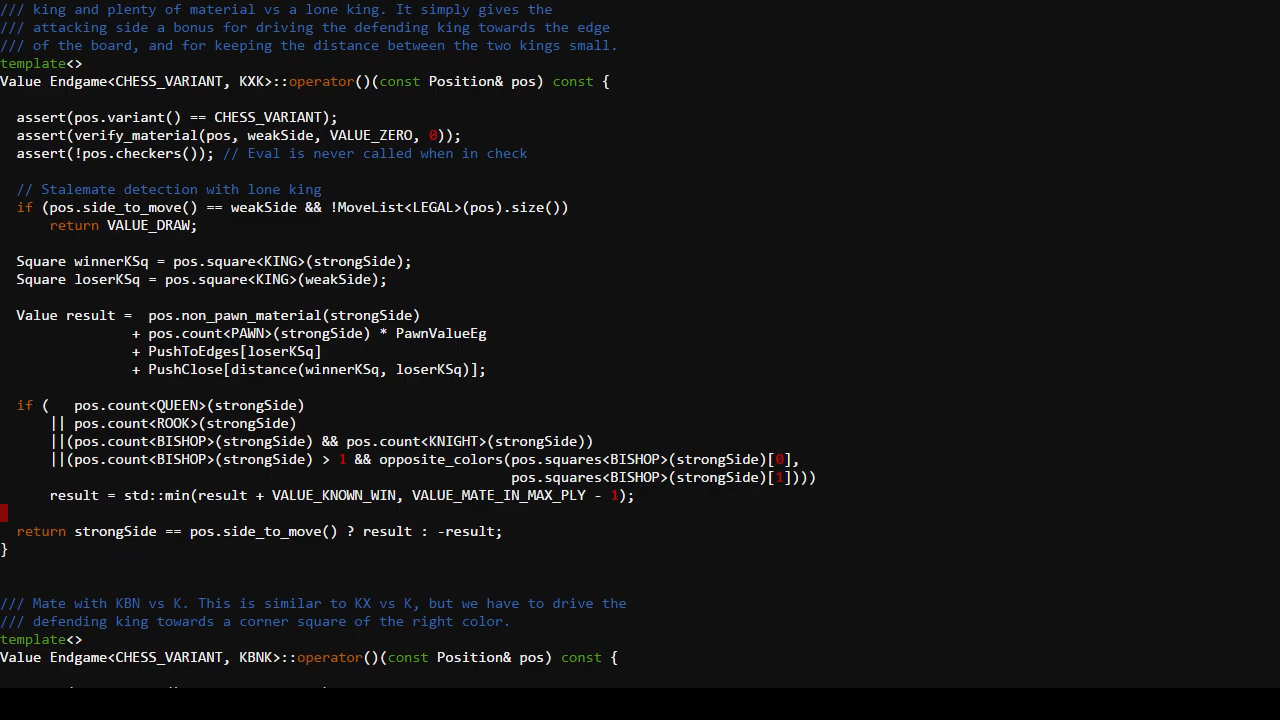 /// king and plenty of material vs a lone king. It simply gives the
/// attacking side a bonus for driving the defending king towards the edge
/// of the board, and for keeping the distance between the two kings small.
template<>
Value Endgame<CHESS_VARIANT, KXK>::operator()(const Position& pos) const {

  assert(pos.variant() == CHESS_VARIANT);
  assert(verify_material(pos, weakSide, VALUE_ZERO, 0));
  assert(!pos.checkers()); // Eval is never called when in check

  // Stalemate detection with lone king
  if (pos.side_to_move() == weakSide && !MoveList<LEGAL>(pos).size())
      return VALUE_DRAW;

  Square winnerKSq = pos.square<KING>(strongSide);
  Square loserKSq = pos.square<KING>(weakSide);

  Value result =  pos.non_pawn_material(strongSide)
                + pos.count<PAWN>(strongSide) * PawnValueEg
                + PushToEdges[loserKSq]
                + PushClose[distance(winnerKSq, loserKSq)];

  if (   pos.count<QUEEN>(strongSide)
      || pos.count<ROOK>(strongSide)
      ||(pos.count<BISHOP>(strongSide) && pos.count<KNIGHT>(strongSide))
      ||(pos.count<BISHOP>(strongSide) > 1 && opposite_colors(pos.squares<BISHOP>(strongSide)[0],
                                                              pos.squares<BISHOP>(strongSide)[1])))
      result = std::min(result + VALUE_KNOWN_WIN, VALUE_MATE_IN_MAX_PLY - 1);

  return strongSide == pos.side_to_move() ? result : -result;
}


/// Mate with KBN vs K. This is similar to KX vs K, but we have to drive the
/// defending king towards a corner square of the right color.
template<>
Value Endgame<CHESS_VARIANT, KBNK>::operator()(const Position& pos) const {